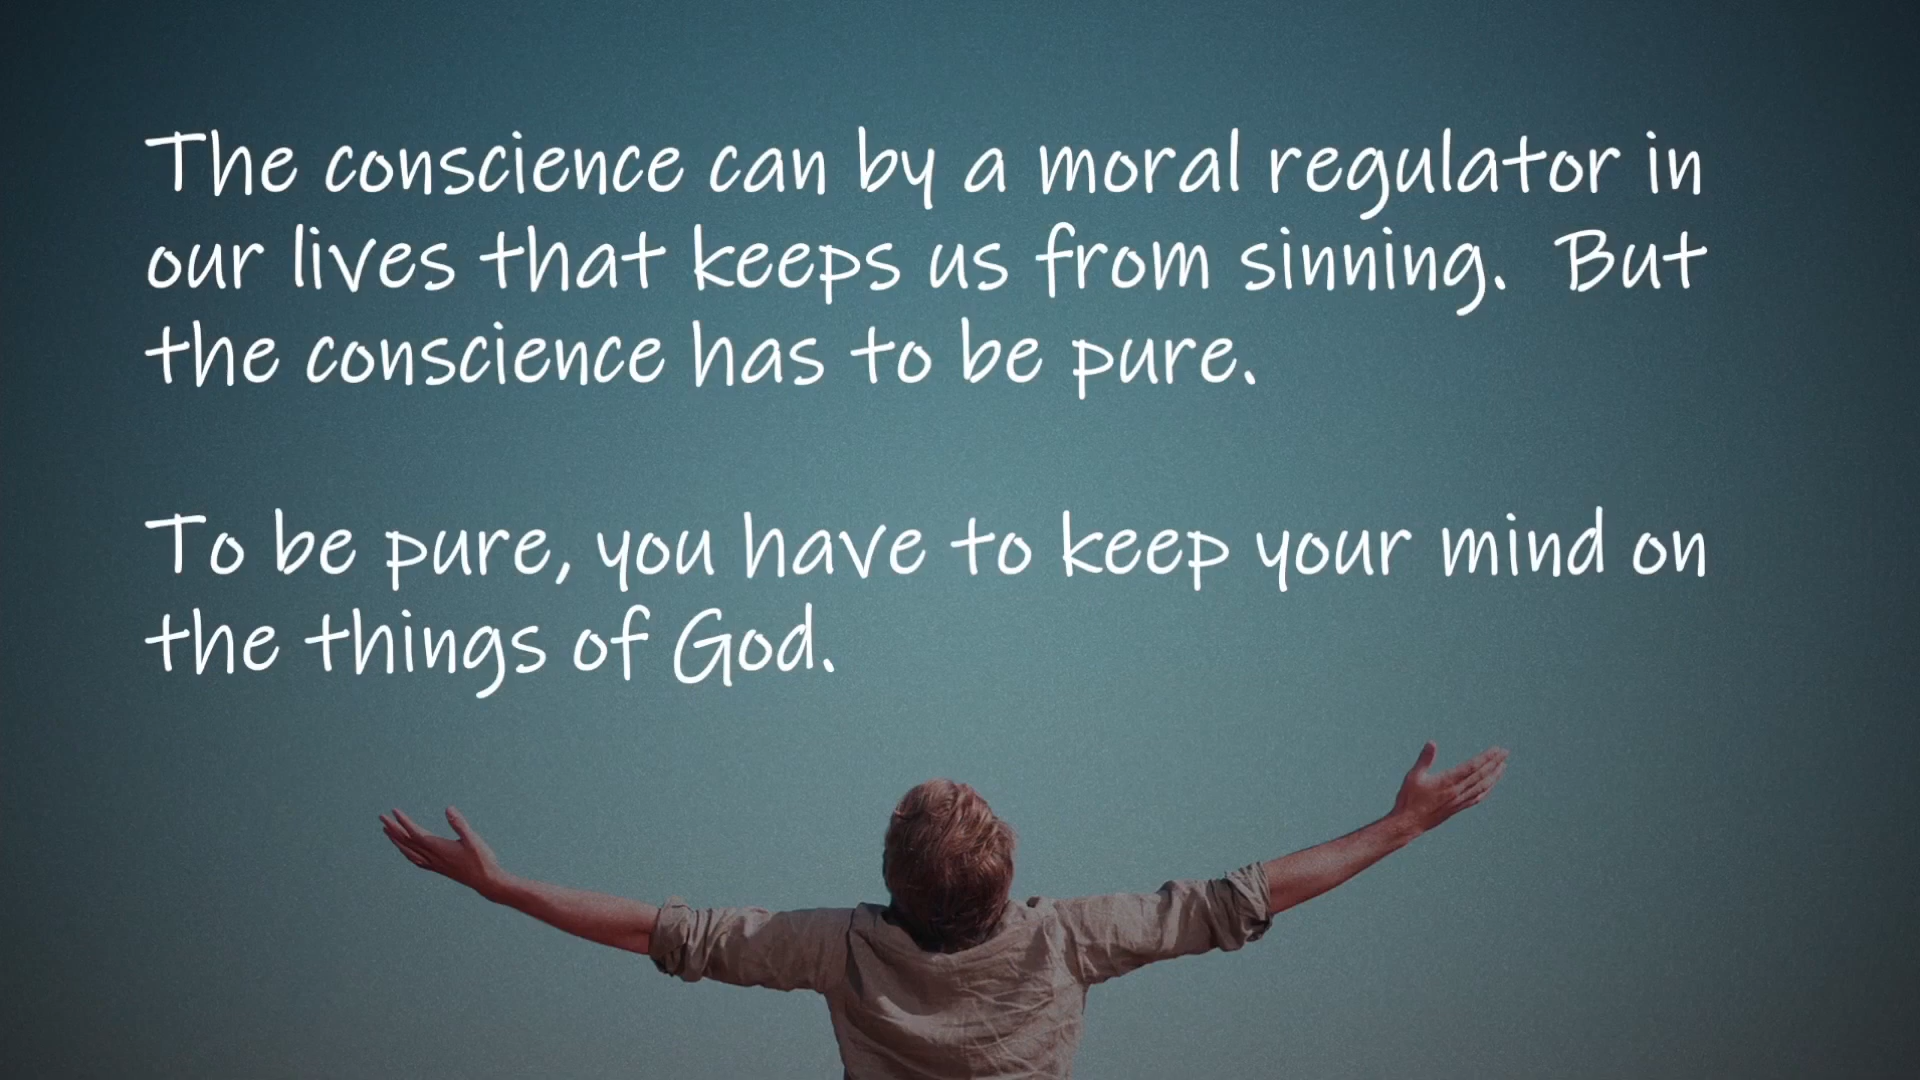 The conscience can by a moral regulator in
our lives that keeps us from sinning.  But
the conscience has to be pure.
To be pure, you have to keep your mind on
the things of God.